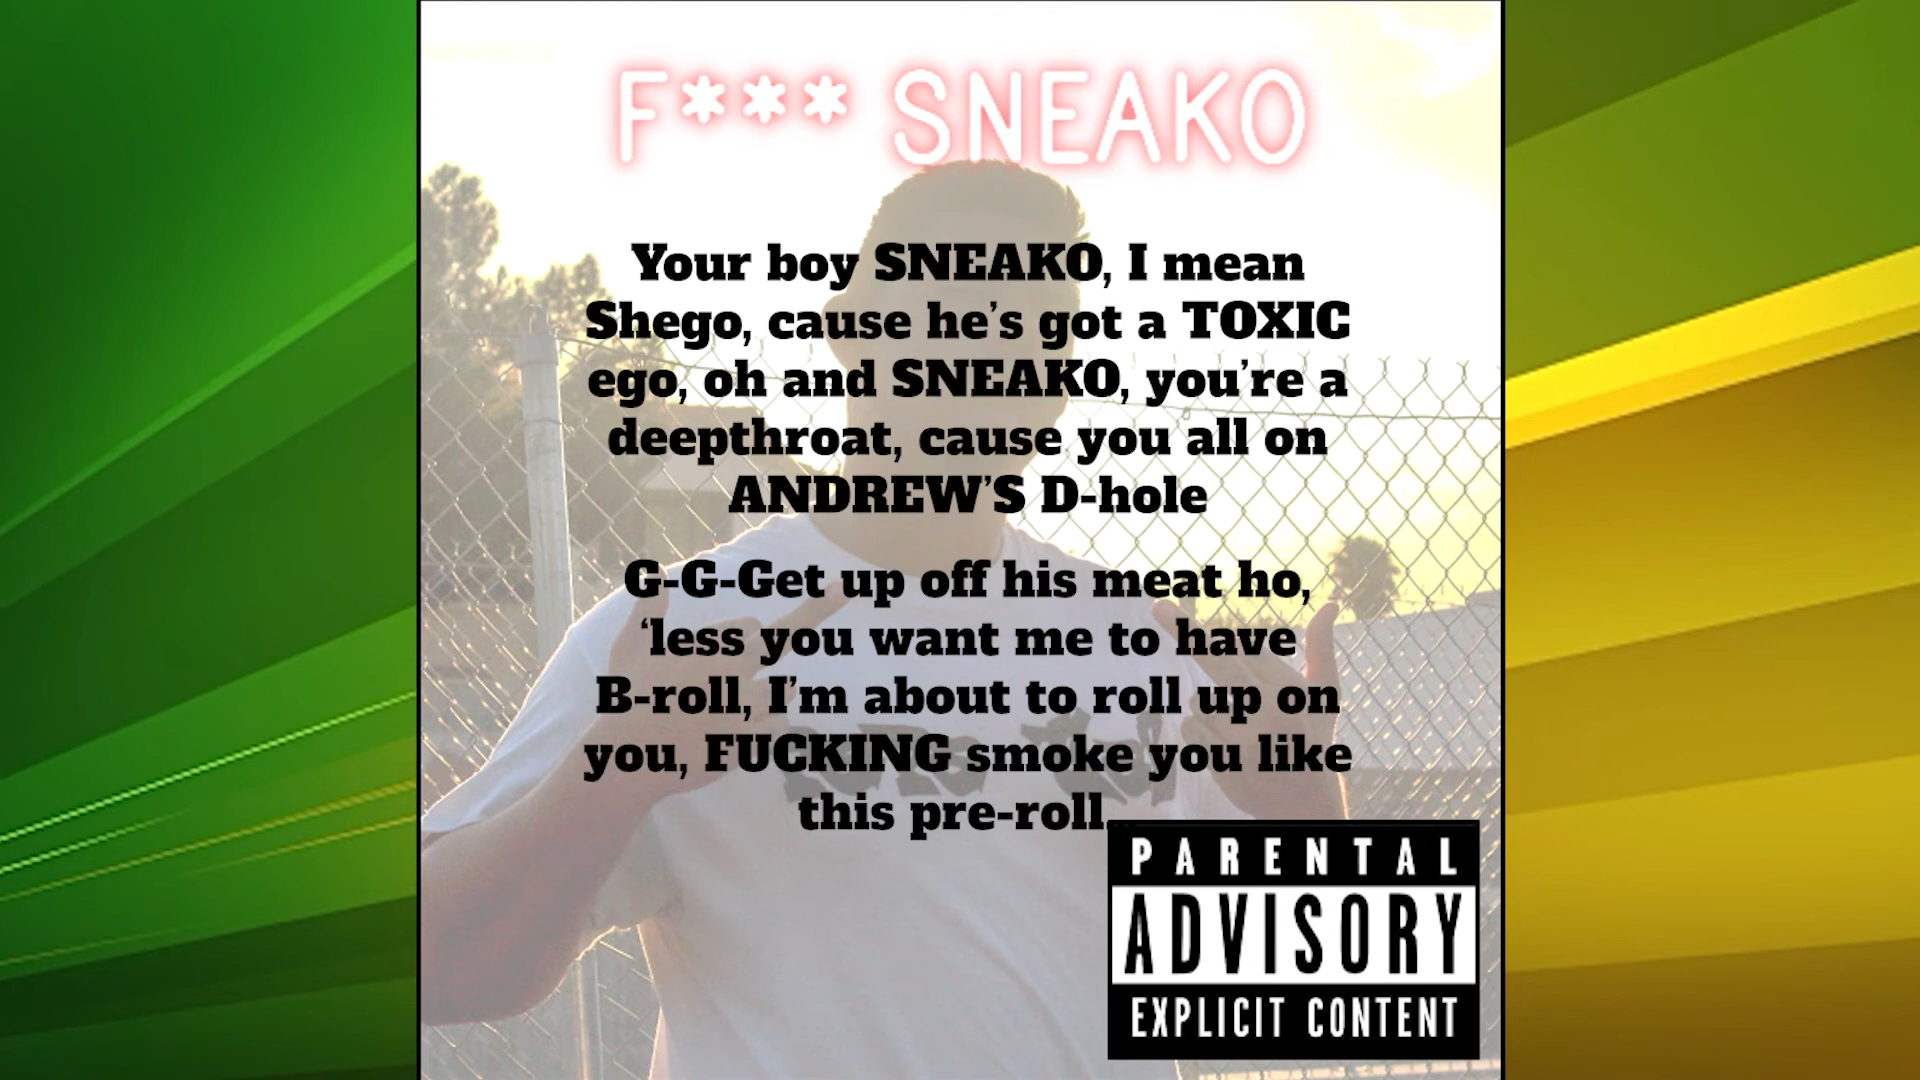 F*** SNEAKO
Your boy SNEAKO, I mean
Shego, cause he's got a TOXIC
ego, oh and SNEAKO, you're a
deepthroat, cause you all on
ANDREW'S D-hole
G-G-Get up off his meat ho,
‘less you want me to have
B-roll, I'm about to roll up on
you, FUCKING smoke you like
this pre-roll.
PARENTAL
ADVISORY
EXPLICIT CONTENT